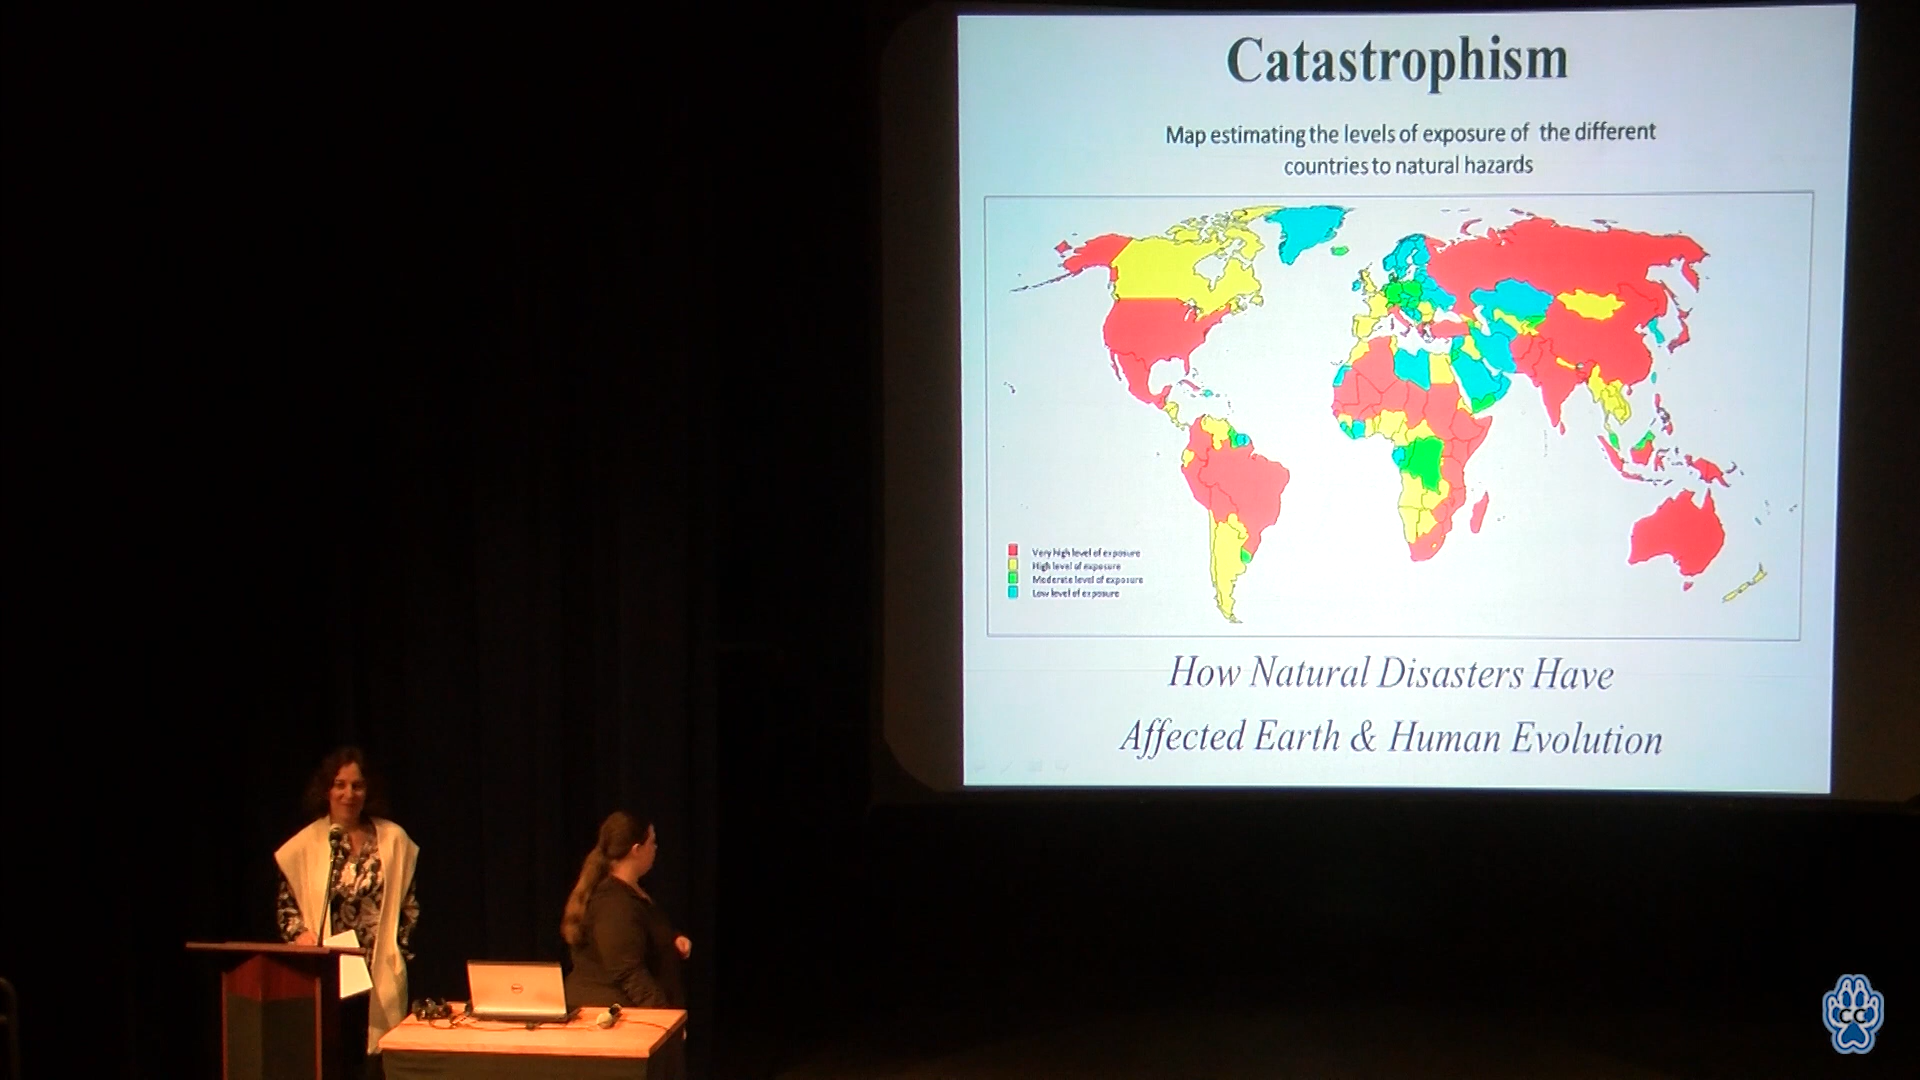 Catastrophism
Map estimating the levels of exposure of the different
countries to natural hazards
Very high level of exposure
High level of exposure
Moderate level of exposure
Low level of exposure
How Natural Disasters Have
Affected Earth & Human Evolution
DELL
CC